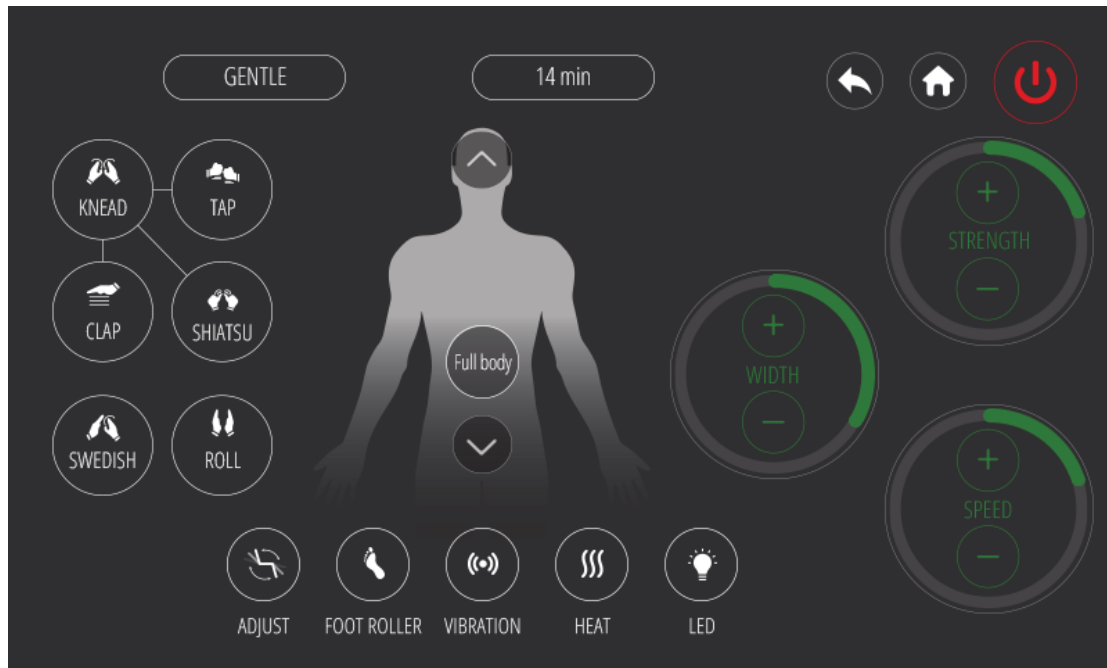 GENTLE
14 min
KNEAD
TAP
CLAP
SHIATSU
SWEDISH
ROLL
Full body
STRENGTH
WIDTH
SPEED
ADJUST
FOOT ROLLER
VIBRATION
HEAT
LED